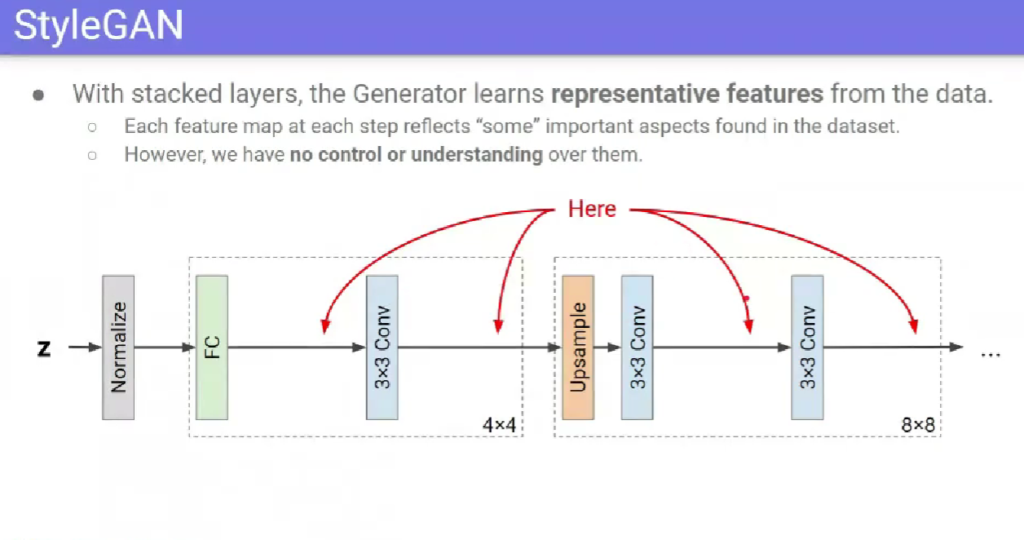 StyleGAN
● With stacked layers, the Generator learns representative features from the data.
○ Each feature map at each step reflects “some” important aspects found in the dataset.
○ However, we have no control or understanding over them.
Here
z
Normalize
FC
3×3 Conv
4×4
Upsample
3×3 Conv
3×3 Conv
8×8
...